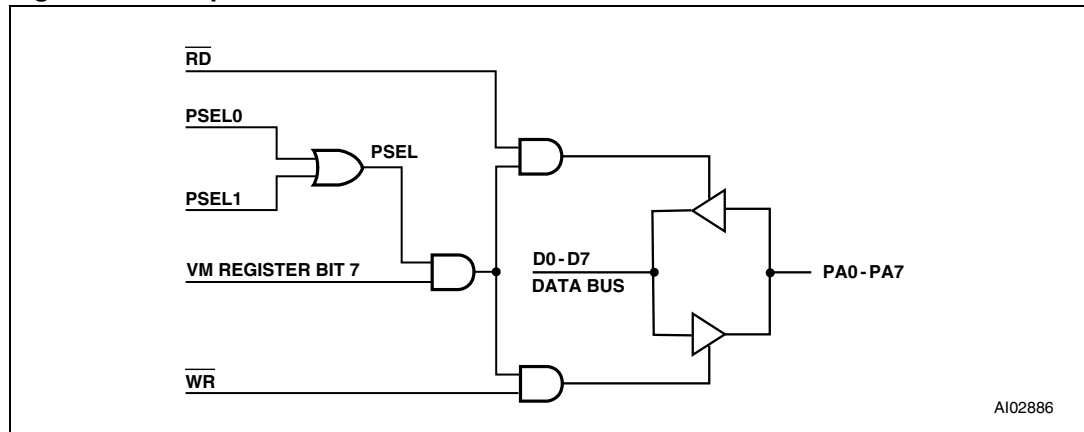 RD
PSEL0
PSEL
PSEL1
VM REGISTER BIT 7
D0-D7
DATA BUS
PA0-PA7
WR
AI02886